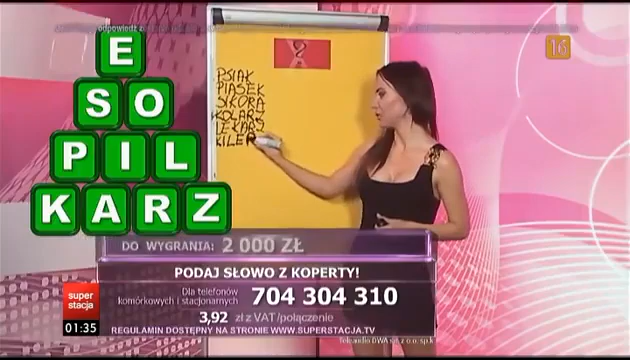 odpowiedź
E
SO
PIL
KARZ
16
PSIAK
PIASEK
SIKORA
KOLARZ
LEKARZ
KILER
DO WYGRANIA: 2 000 ZŁ
PODAJ SŁOWO Z KOPERTY!
Dla telefonów
komórkowych i stacjonarnych 704 304 310
3,92 zł z VAT/połączenie
REGULAMIN DOSTĘPNY NA STRONIE WWW.SUPERSTACJA.TV
super
stacja
01:35